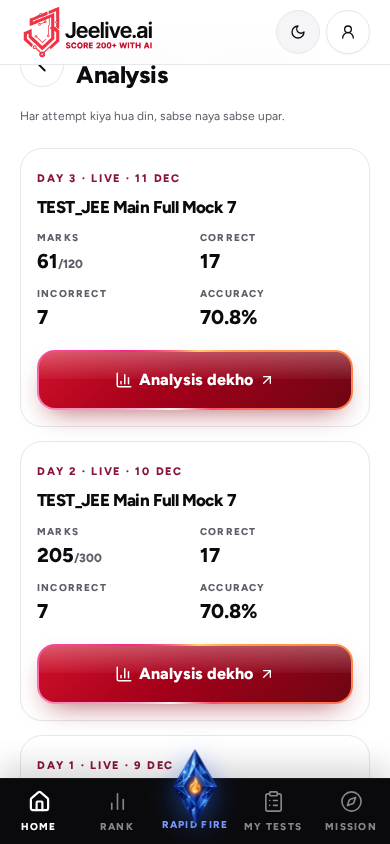 Jeelive.ai
SCORE 200+ WITH AI
Analysis
Har attempt kiya hua din, sabse naya sabse upar.
DAY 3 · LIVE · 11 DEC
TEST_JEE Main Full Mock 7
MARKS CORRECT
61/120 17
INCORRECT ACCURACY
7 70.8%
Analysis dekho
DAY 2 · LIVE · 10 DEC
TEST_JEE Main Full Mock 7
MARKS CORRECT
205/300 17
INCORRECT ACCURACY
7 70.8%
Analysis dekho
DAY 1 · LIVE · 9 DEC
HOME RANK RAPID FIRE MY TESTS MISSION